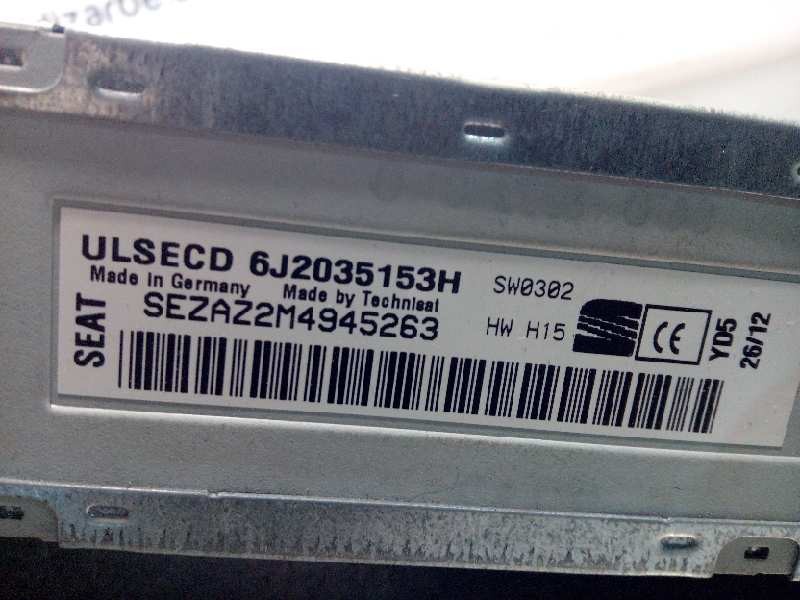 ULSECD 6J2035153H
Made in Germany Made by Technisat
SEZAZ2M4945263
SEAT
SW0302
HW H15
CE
YD5
26/12